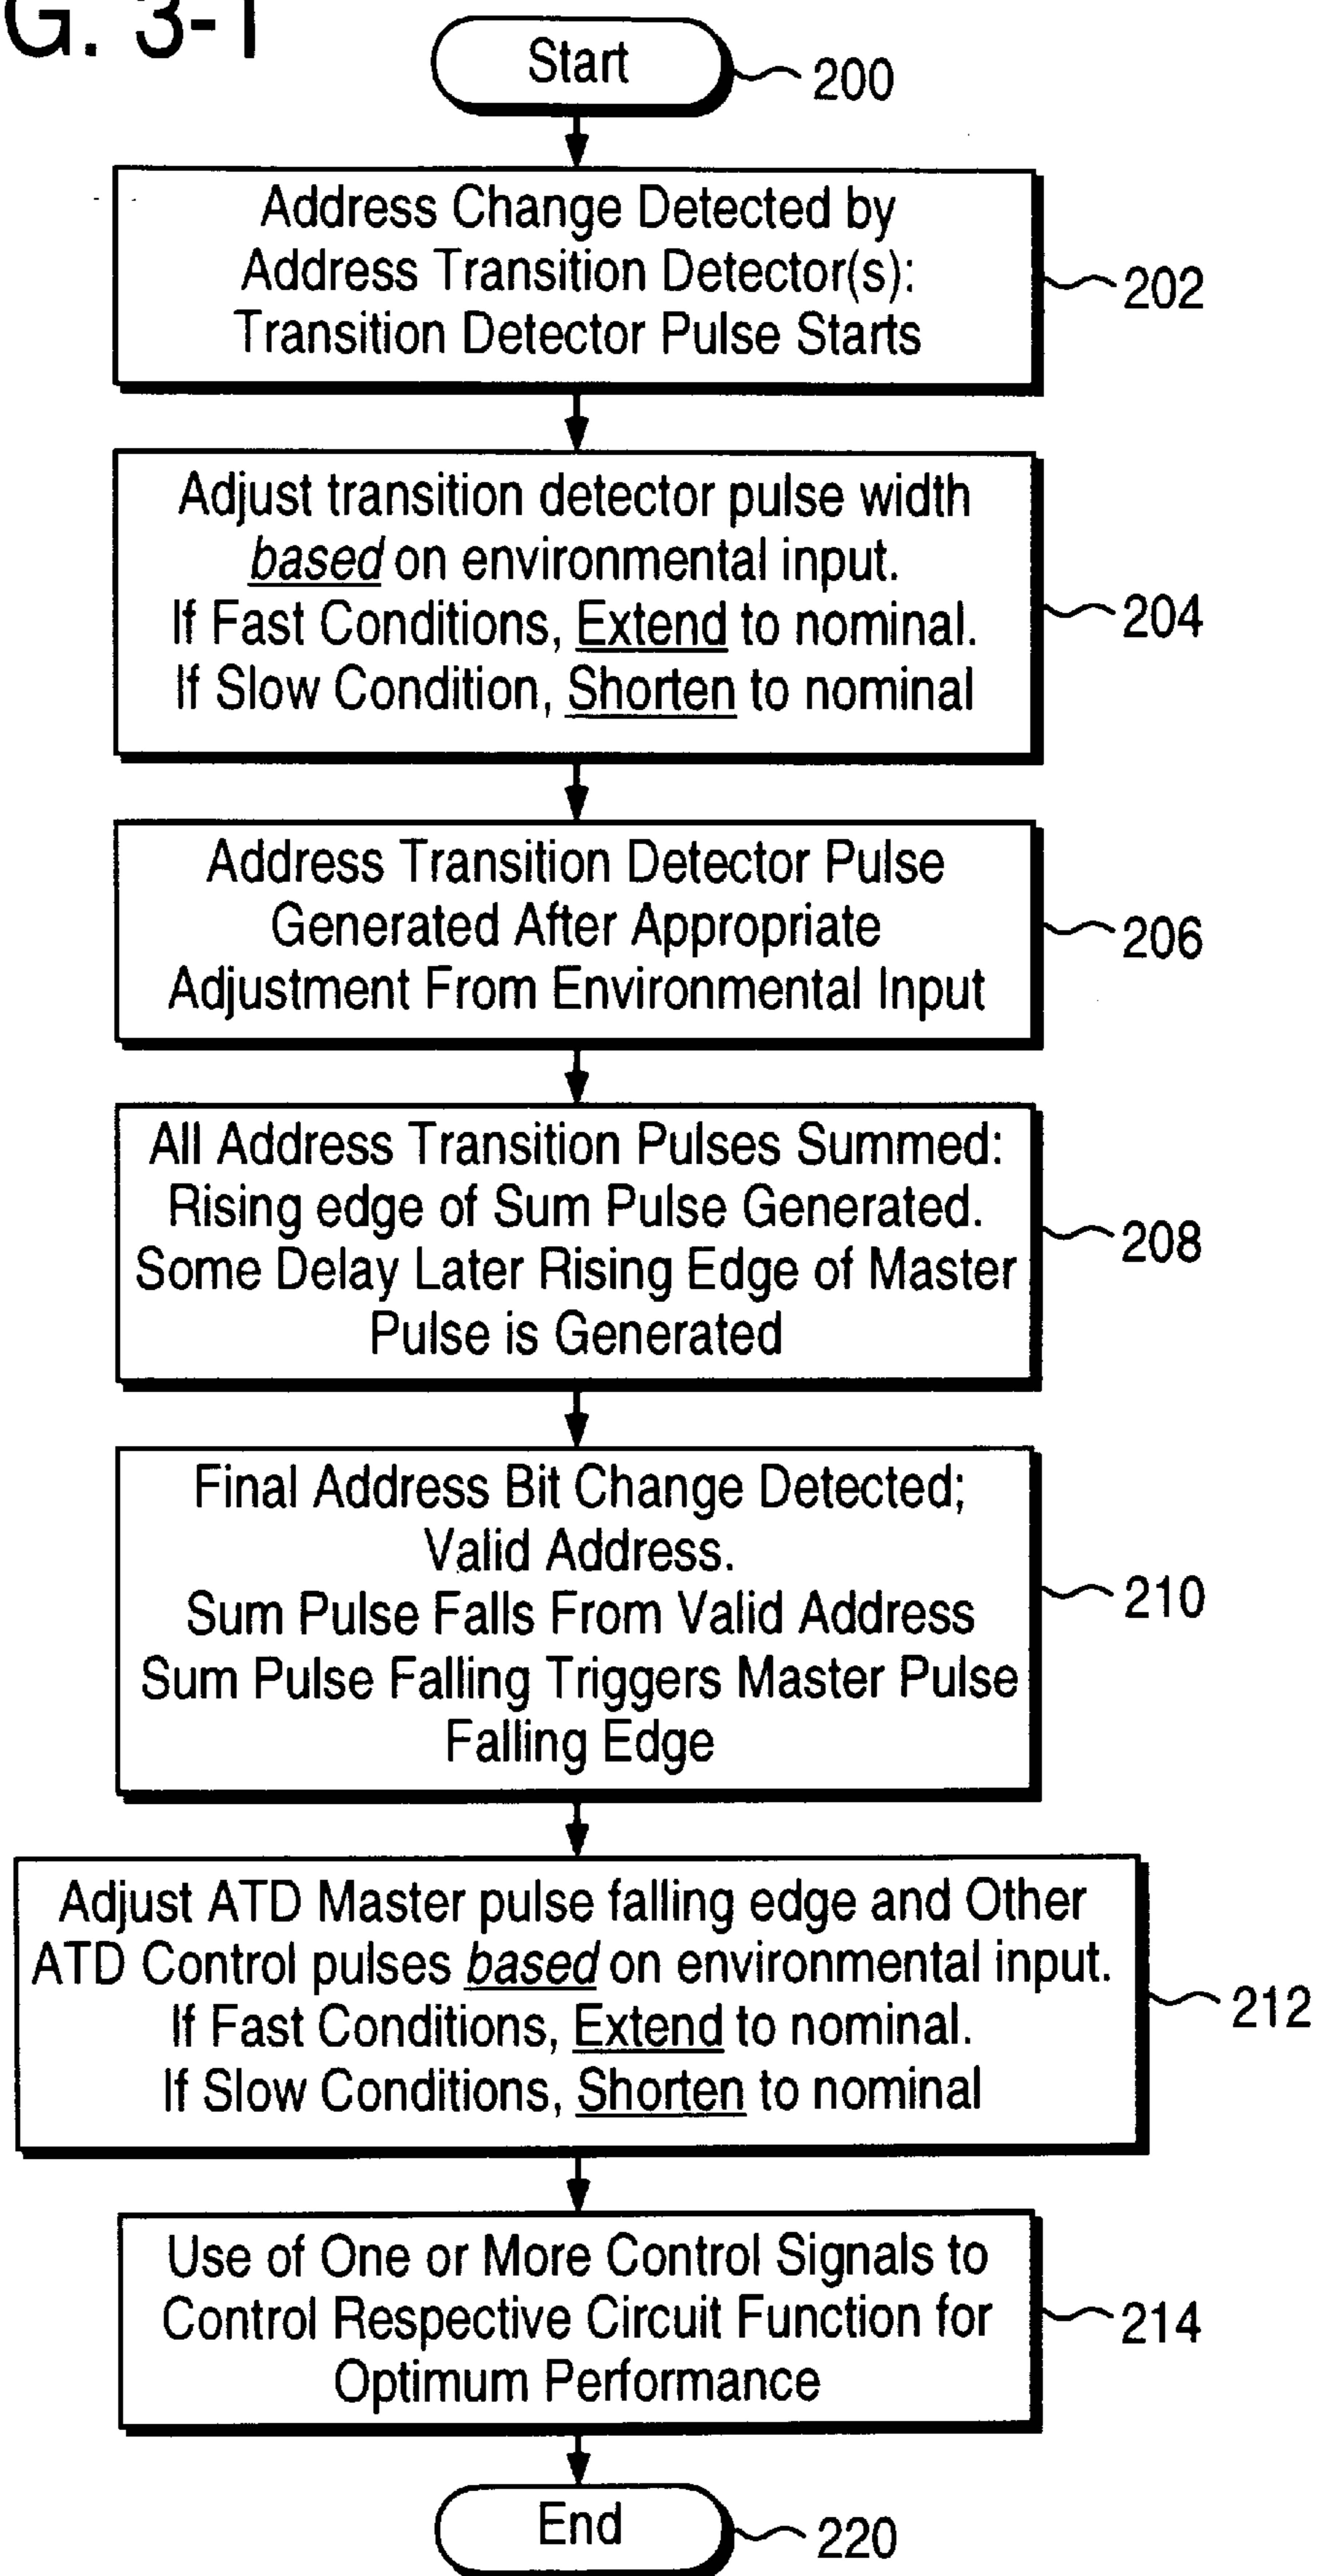 G. 3-1
Start
200
Address Change Detected by
Address Transition Detector(s):
Transition Detector Pulse Starts
202
Adjust transition detector pulse width
based on environmental input.
If Fast Conditions, Extend to nominal.
If Slow Condition, Shorten to nominal
204
Address Transition Detector Pulse
Generated After Appropriate
Adjustment From Environmental Input
206
All Address Transition Pulses Summed:
Rising edge of Sum Pulse Generated.
Some Delay Later Rising Edge of Master
Pulse is Generated
208
Final Address Bit Change Detected;
Valid Address.
Sum Pulse Falls From Valid Address
Sum Pulse Falling Triggers Master Pulse
Falling Edge
210
Adjust ATD Master pulse falling edge and Other
ATD Control pulses based on environmental input.
If Fast Conditions, Extend to nominal.
If Slow Conditions, Shorten to nominal
212
Use of One or More Control Signals to
Control Respective Circuit Function for
Optimum Performance
214
End
220